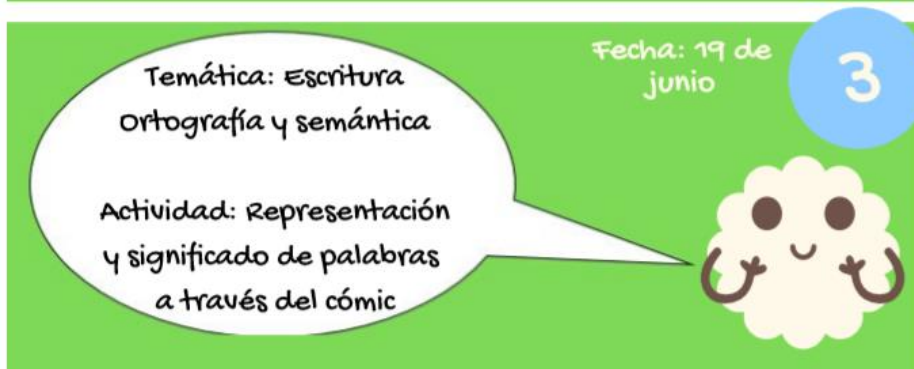 Temática: Escritura
Ortografía y semántica
Actividad: Representación
y significado de palabras
a través del cómic
Fecha: 19 de
junio
3